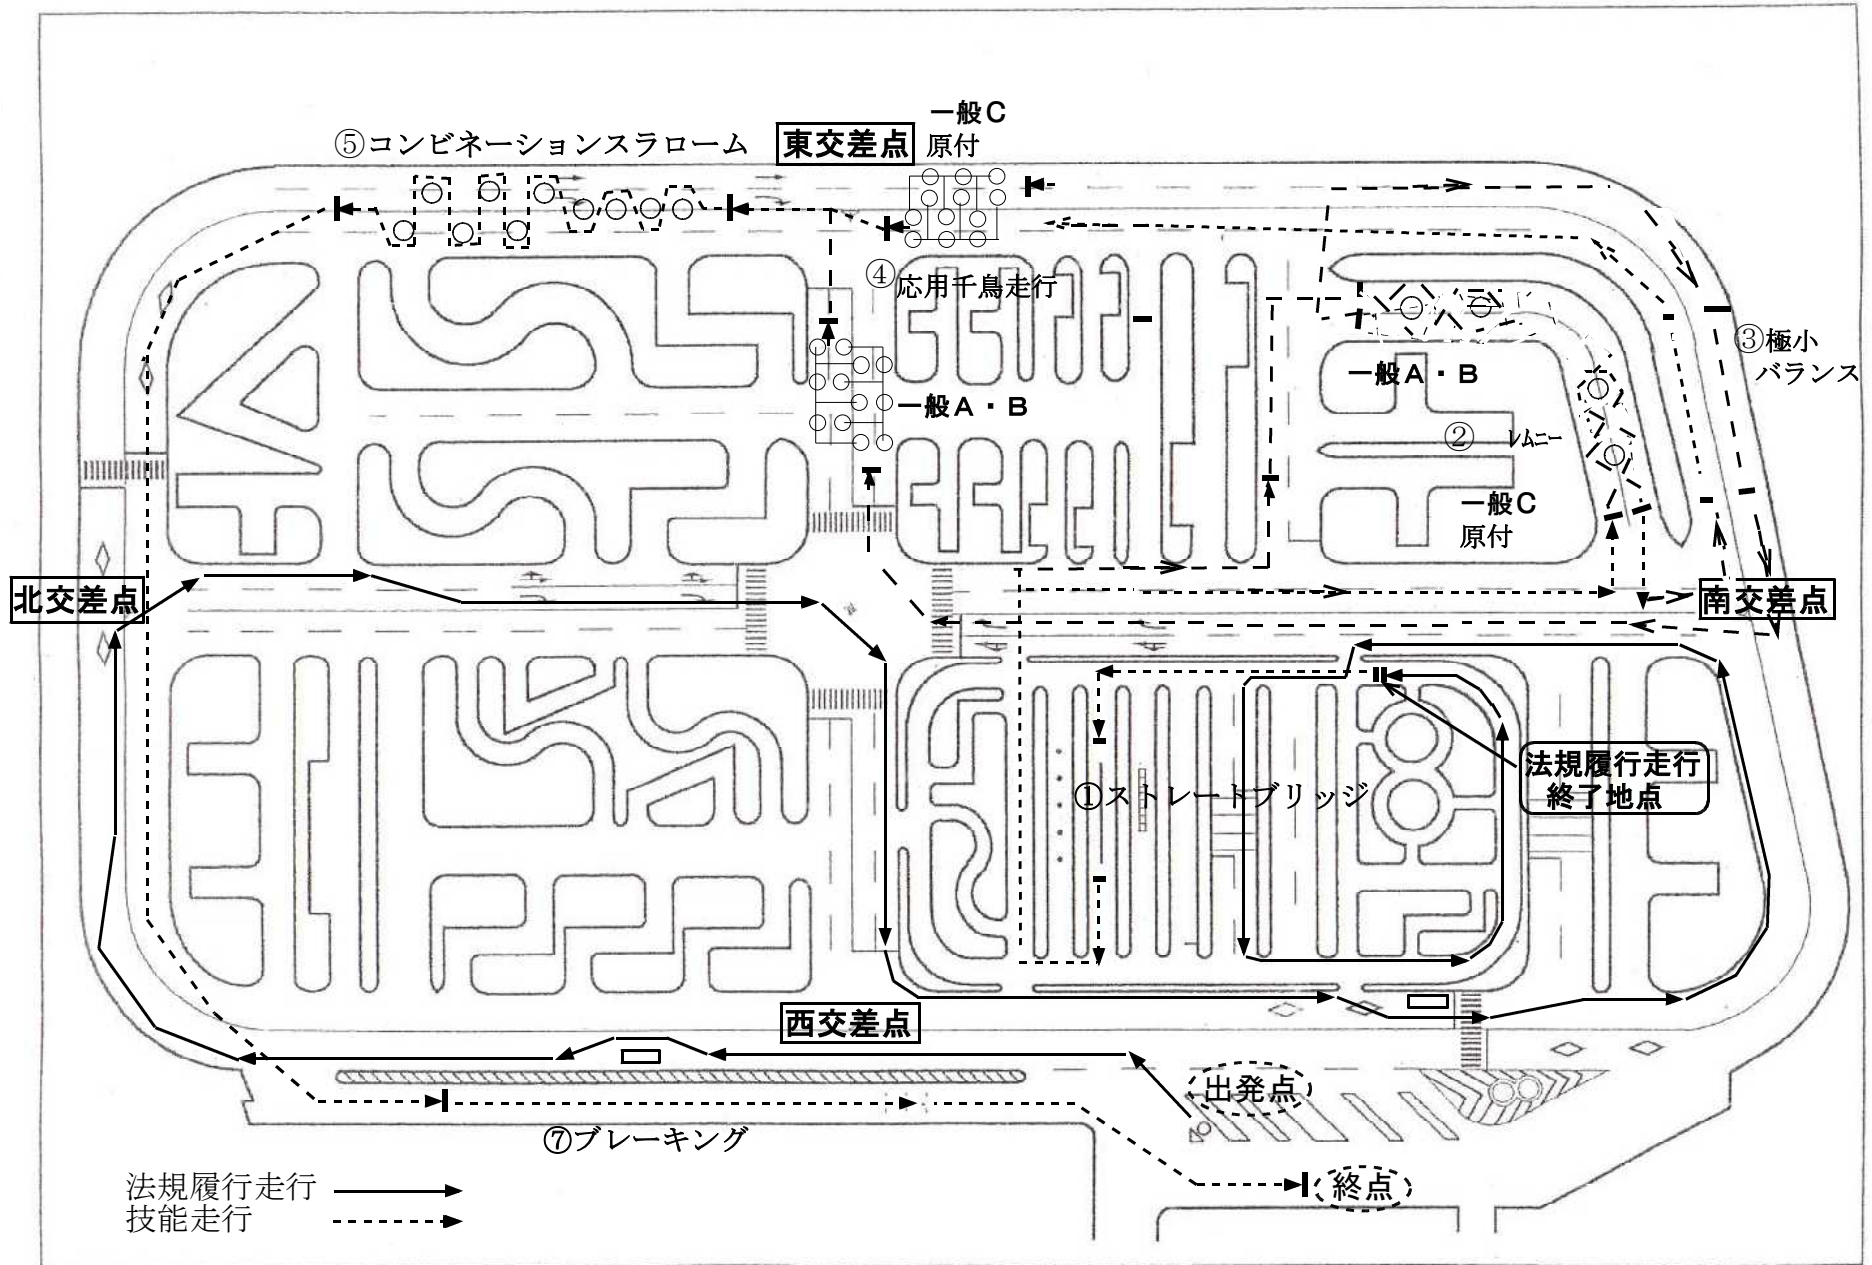 一般C
⑤コンビネーションスラローム
東交差点
原付
④
応用千鳥走行
③極小
バランス
一般A・B
一般A・B
② レムニー
一般C
原付
北交差点
南交差点
法規履行走行
終了地点
①ストレートブリッジ
西交差点
出発点
⑦ブレーキング
法規履行走行
終点
技能走行